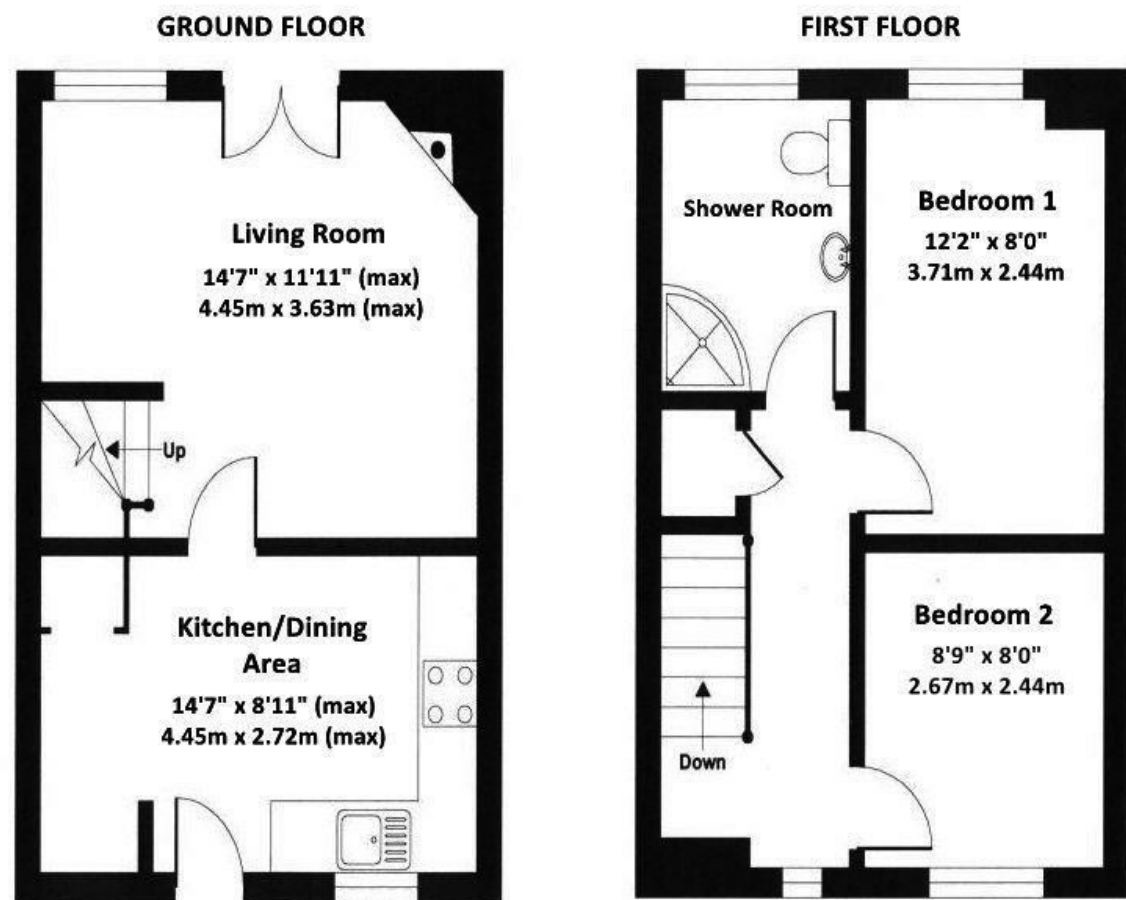 GROUND FLOOR
Living Room
14'7" x 11'11" (max)
4.45m x 3.63m (max)
Up
Kitchen/Dining
Area
14'7" x 8'11" (max)
4.45m x 2.72m (max)
FIRST FLOOR
Shower Room
Bedroom 1
12'2" x 8'0"
3.71m x 2.44m
Bedroom 2
8'9" x 8'0"
2.67m x 2.44m
Down